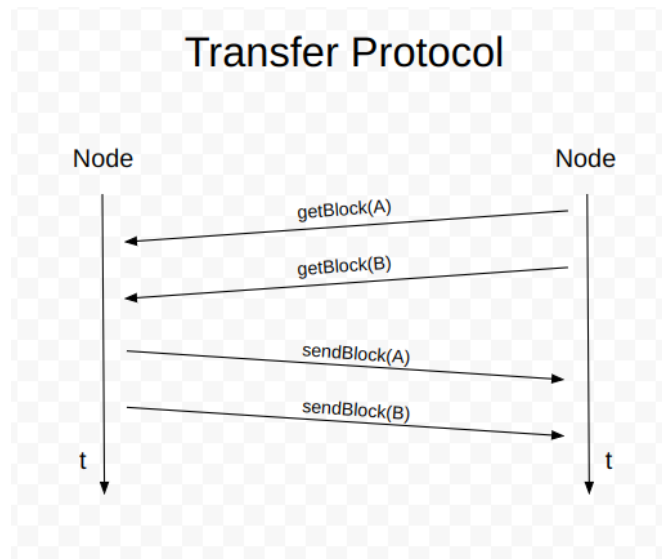 Transfer Protocol
Node
Node
getBlock(A)
getBlock(B)
sendBlock(A)
sendBlock(B)
t
t